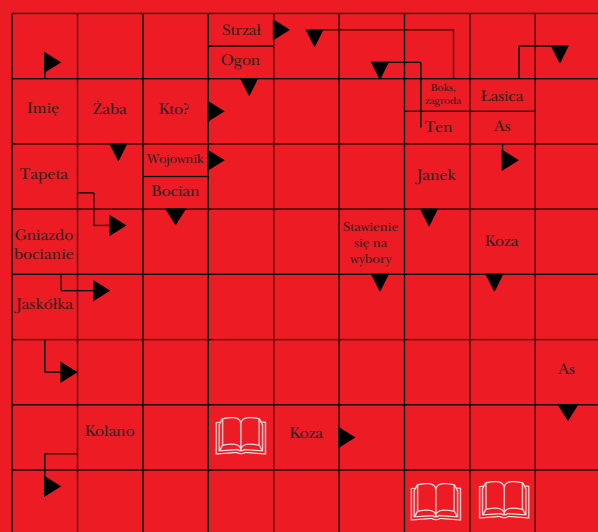 Strzał
Ogon
Boks,
zagroda
Łasica
Imię
Żaba
Kto?
Ten
As
Wojownik
Tapeta
Janek
Bocian
Stawienie
się na
wybory
Gniazdo
bocianie
Koza
Jaskółka
As
Kolano
Koza